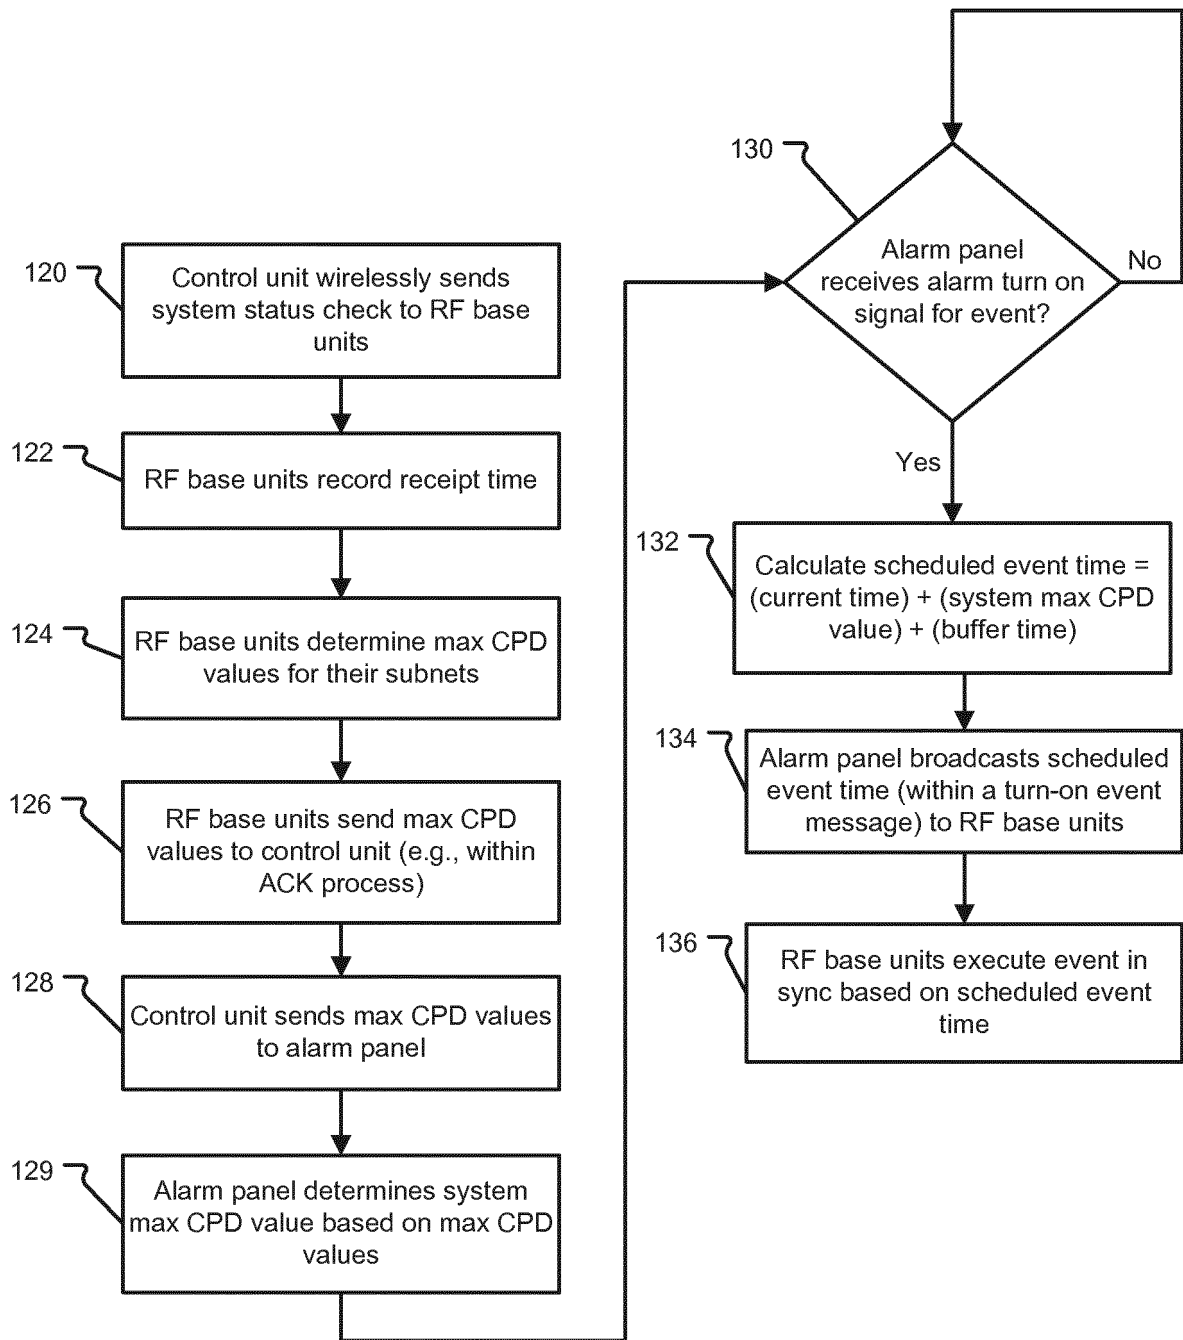 120
Control unit wirelessly sends
system status check to RF base
units
122
RF base units record receipt time
124
RF base units determine max CPD
values for their subnets
126
RF base units send max CPD
values to control unit (e.g., within
ACK process)
128
Control unit sends max CPD values
to alarm panel
129
Alarm panel determines system
max CPD value based on max CPD
values
130
Alarm panel
receives alarm turn on
signal for event?
No
Yes
132
Calculate scheduled event time =
(current time) + (system max CPD
value) + (buffer time)
134
Alarm panel broadcasts scheduled
event time (within a turn-on event
message) to RF base units
136
RF base units execute event in
sync based on scheduled event
time